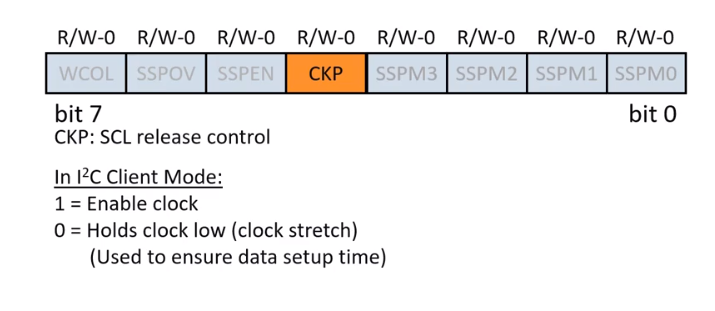 R/W-0 R/W-0 R/W-0 R/W-0 R/W-0 R/W-0 R/W-0 R/W-0
WCOL SSPOV SSPEN CKP SSPM3 SSPM2 SSPM1 SSPM0
bit 7 bit 0
CKP: SCL release control
In I²C Client Mode:
1 = Enable clock
0 = Holds clock low (clock stretch)
(Used to ensure data setup time)